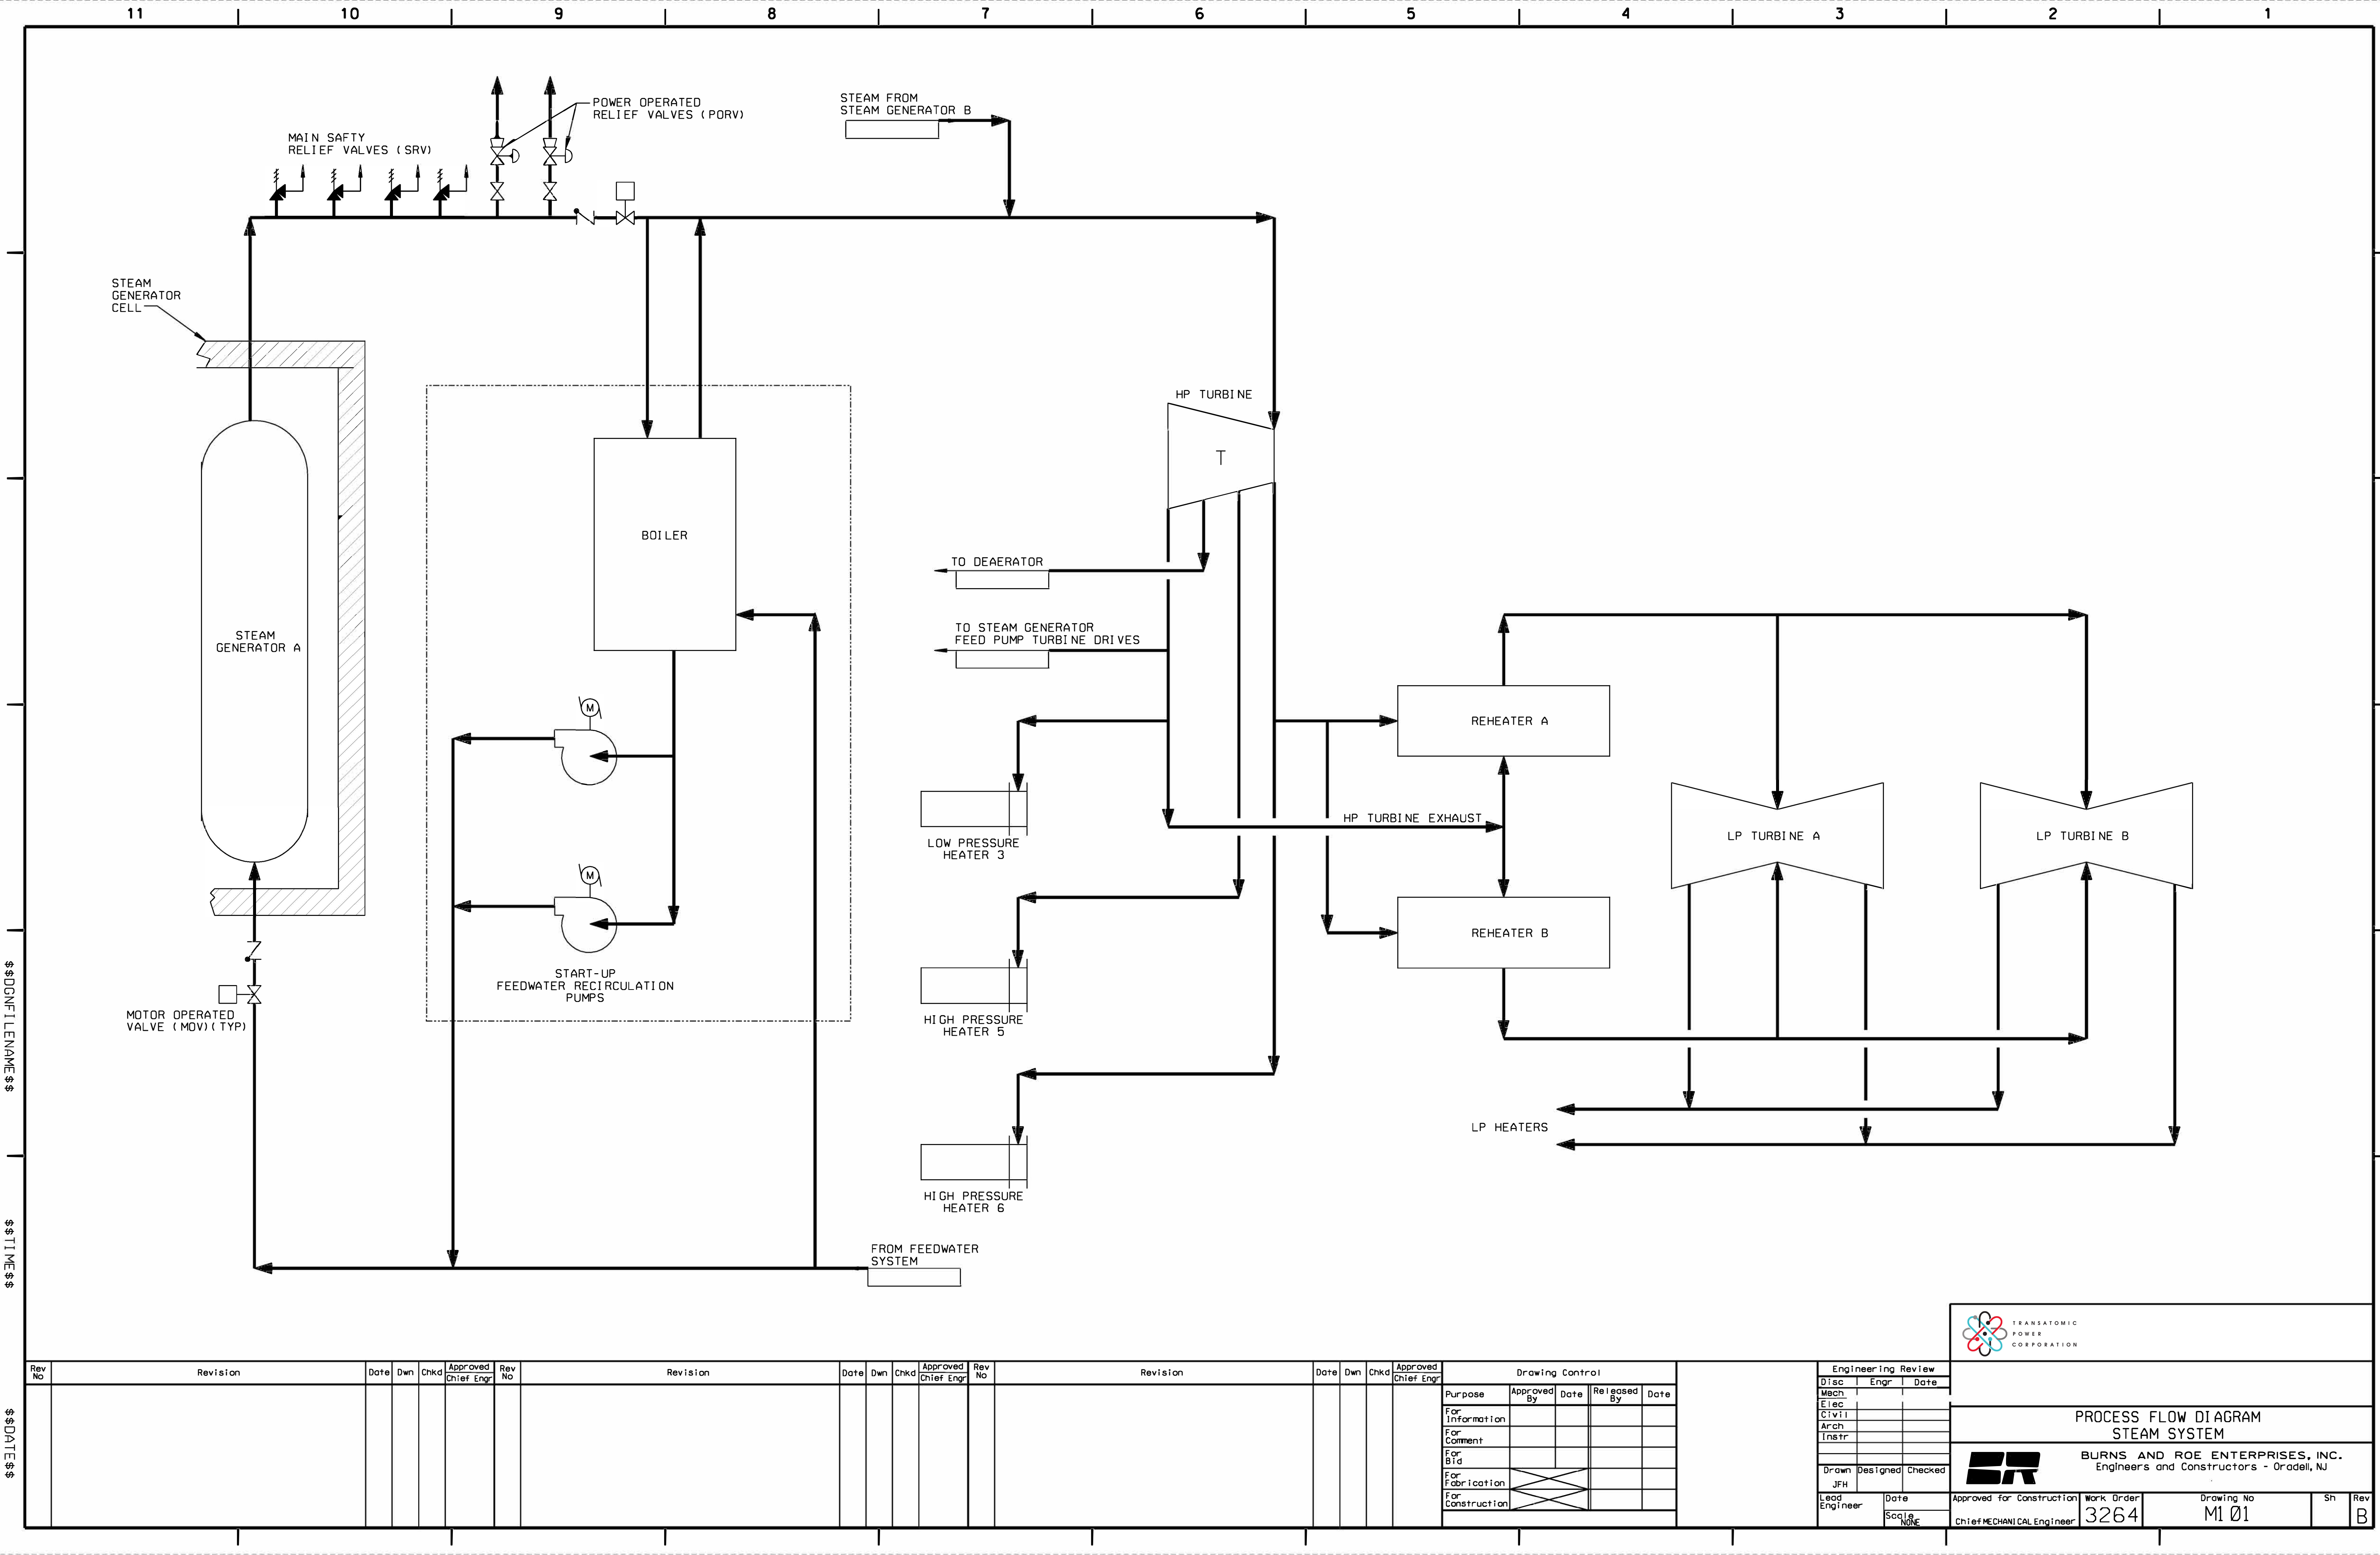 11 10 9 8 7 6 5 4 3 2 1
POWER OPERATED
RELIEF VALVES (PORV)
STEAM FROM
STEAM GENERATOR B
MAIN SAFTY
RELIEF VALVES (SRV)
STEAM
GENERATOR
CELL
HP TURBINE
T
BOILER
TO DEAERATOR
STEAM
GENERATOR A
TO STEAM GENERATOR
FEED PUMP TURBINE DRIVES
M
REHEATER A
HP TURBINE EXHAUST
LOW PRESSURE
HEATER 3
LP TURBINE A
LP TURBINE B
M
REHEATER B
START-UP
FEEDWATER RECIRCULATION
PUMPS
MOTOR OPERATED
VALVE (MOV)(TYP)
HIGH PRESSURE
HEATER 5
LP HEATERS
HIGH PRESSURE
HEATER 6
FROM FEEDWATER
SYSTEM
$$DGNFILENAME$$
$$TIME$$
$$DATE$$
TRANSATOMIC
POWER
CORPORATION
Rev No
Revision
Date
Dwn
Chkd
Approved
Chief Engr
Rev No
Revision
Date
Dwn
Chkd
Approved
Chief Engr
Rev No
Revision
Date
Dwn
Chkd
Approved
Chief Engr
Drawing Control
Purpose
Approved By
Date
Released By
Date
For Information
For Comment
For Bid
For Fabrication
For Construction
Engineering Review
Disc Engr Date
Mech
Elec
Civil
Arch
Instr
Drawn Designed Checked
JFH
Lead Engineer
Date
Scale
NONE
PROCESS FLOW DIAGRAM
STEAM SYSTEM
BURNS AND ROE ENTERPRISES, INC.
Engineers and Constructors - Oradell, NJ
Approved for Construction
Chief MECHANICAL Engineer
Work Order
3264
Drawing No
M101
Sh
Rev
B